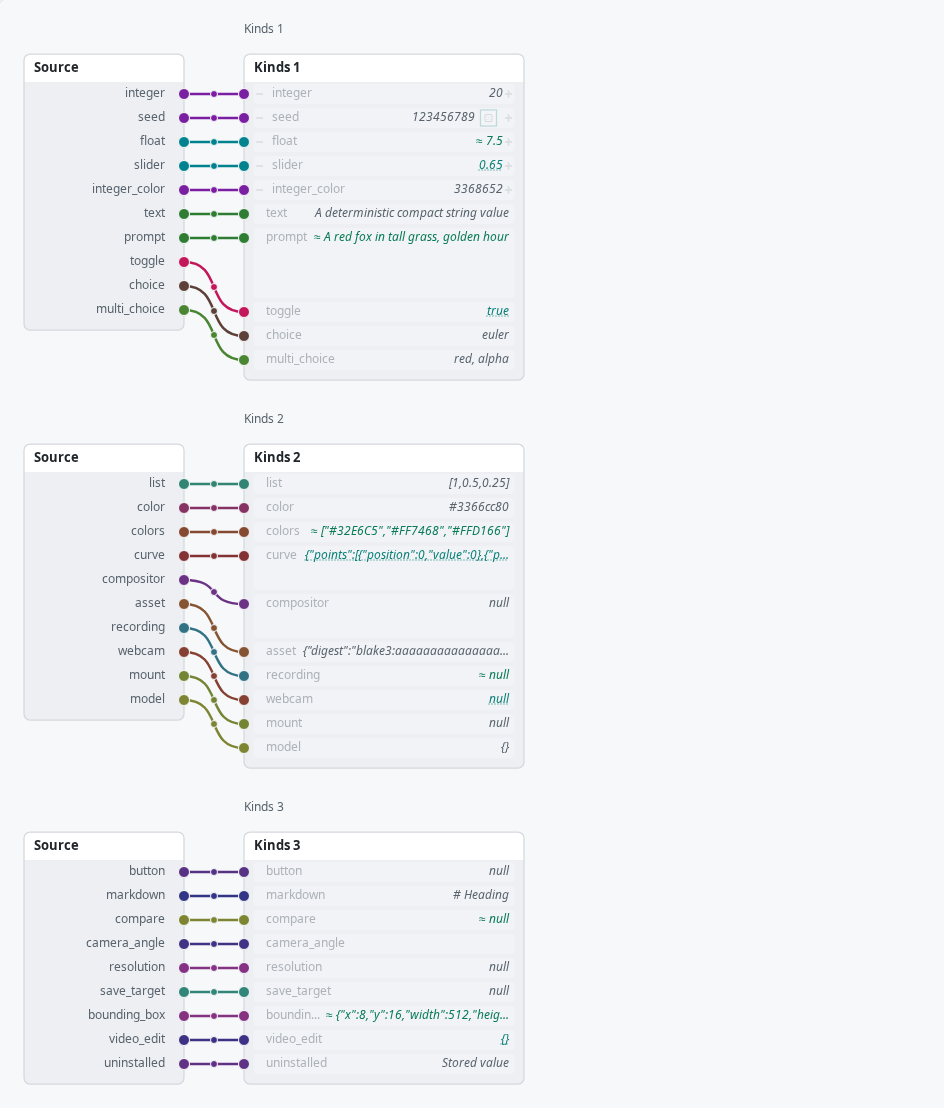 Kinds 1
Source
integer
seed
float
slider
integer_color
text
prompt
toggle
choice
multi_choice
Kinds 1
integer 20
seed 123456789
float ≈ 7.5
slider 0.65
integer_color 3368652
text A deterministic compact string value
prompt ≈ A red fox in tall grass, golden hour
toggle true
choice euler
multi_choice red, alpha
Kinds 2
Source
list
color
colors
curve
compositor
asset
recording
webcam
mount
model
Kinds 2
list [1,0.5,0.25]
color #3366cc80
colors ≈ ["#32E6C5","#FF7468","#FFD166"]
curve {"points":[{"position":0,"value":0},{"p...
compositor null
asset {"digest":"blake3:aaaaaaaaaaaaaaa...
recording ≈ null
webcam null
mount null
model {}
Kinds 3
Source
button
markdown
compare
camera_angle
resolution
save_target
bounding_box
video_edit
uninstalled
Kinds 3
button null
markdown # Heading
compare ≈ null
camera_angle
resolution null
save_target null
boundin... ≈ {"x":8,"y":16,"width":512,"heig...
video_edit {}
uninstalled Stored value